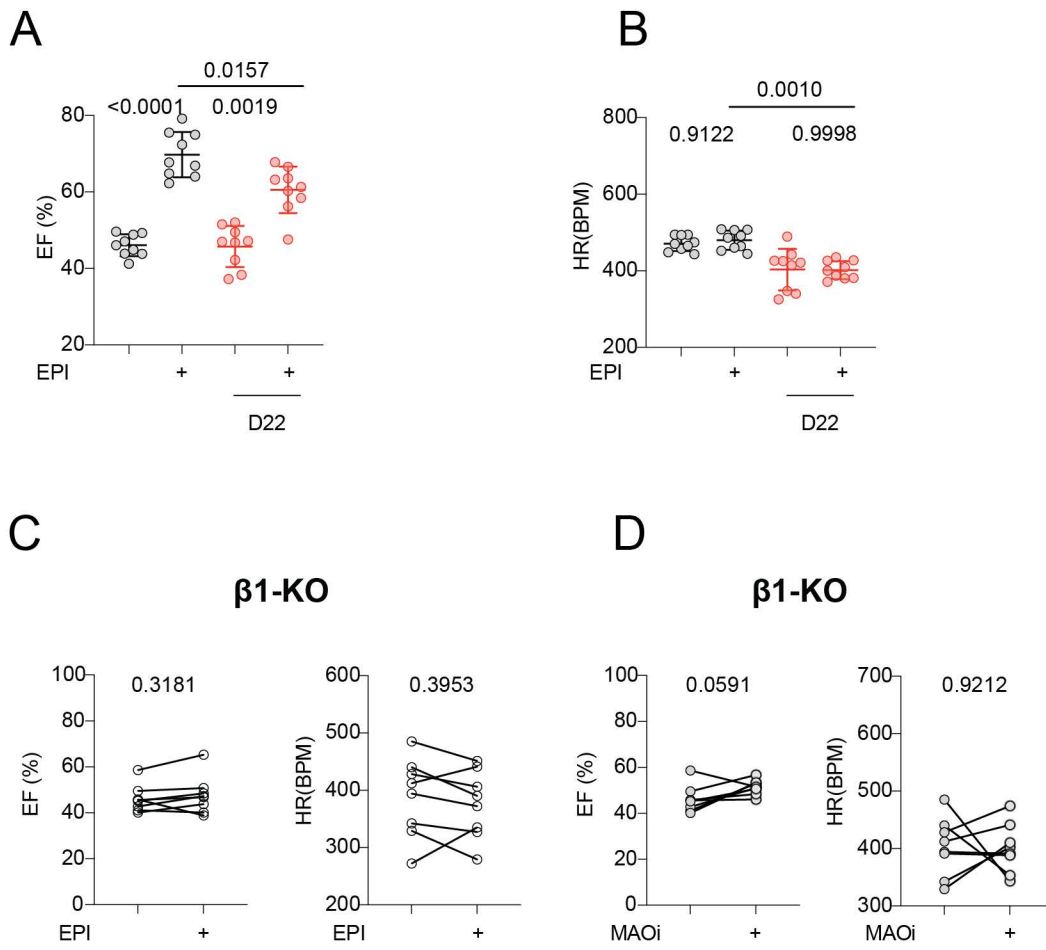 A
0.0157
<0.0001 0.0019
80
60
40
20
EF (%)
EPI + +
D22
B
0.0010
0.9122 0.9998
800
600
400
200
HR(BPM)
EPI + +
D22
C
β1-KO
0.3181
100
80
60
40
20
0
EF (%)
EPI +
0.3953
600
500
400
300
200
HR(BPM)
EPI +
D
β1-KO
0.0591
100
80
60
40
20
0
EF (%)
MAOi +
0.9212
700
600
500
400
300
HR(BPM)
MAOi +